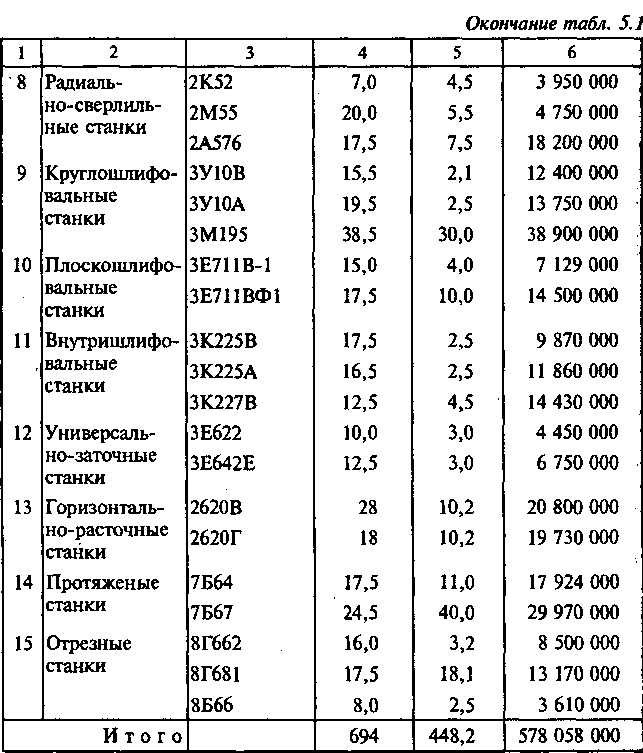 Окончание табл. 5.1
1 2 3 4 5 6
8 Радиаль- 2К52 7,0 4,5 3 950 000
но-сверлиль- 2М55 20,0 5,5 4 750 000
ные станки 2А576 17,5 7,5 18 200 000
9 Круглошлифо- 3У10В 15,5 2,1 12 400 000
вальные 3У10А 19,5 2,5 13 750 000
станки 3М195 38,5 30,0 38 900 000
10 Плоскошлифо- 3Е711В-1 15,0 4,0 7 129 000
вальные 3Е711ВФ1 17,5 10,0 14 500 000
станки
11 Внутришлифо- 3К225В 17,5 2,5 9 870 000
вальные 3К225А 16,5 2,5 11 860 000
станки 3К227В 12,5 4,5 14 430 000
12 Универсаль- 3Е622 10,0 3,0 4 450 000
но-заточные 3Е642Е 12,5 3,0 6 750 000
станки
13 Горизонталь- 2620В 28 10,2 20 800 000
но-расточные 2620Г 18 10,2 19 730 000
станки
14 Протяженые 7Б64 17,5 11,0 17 924 000
станки 7Б67 24,5 40,0 29 970 000
15 Отрезные 8Г662 16,0 3,2 8 500 000
станки 8Г681 17,5 18,1 13 170 000
8Б66 8,0 2,5 3 610 000
Итого 694 448,2 578 058 000